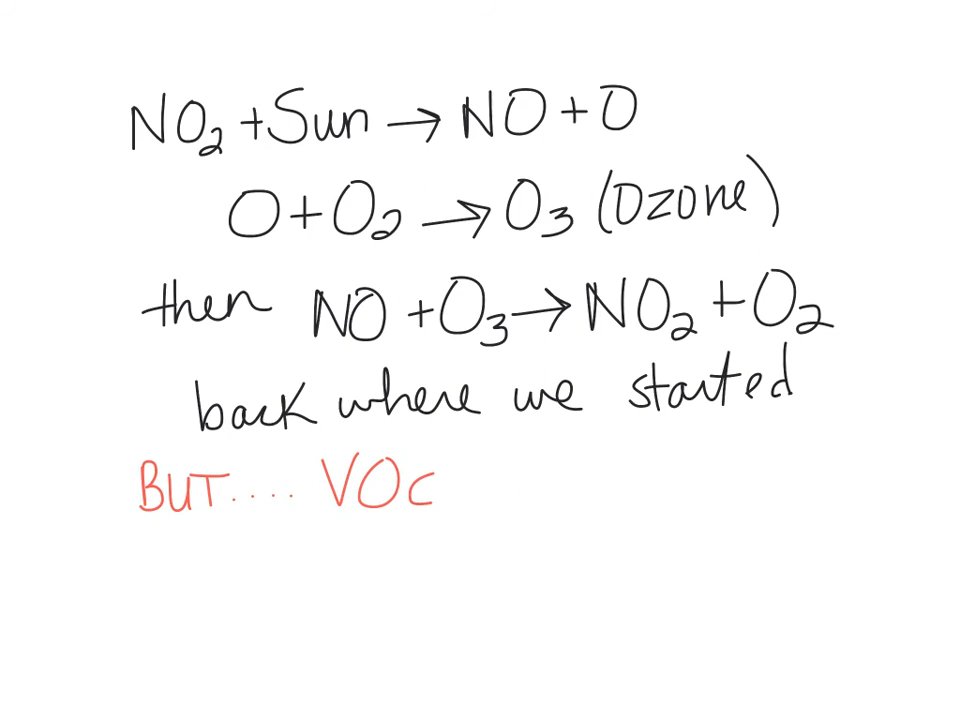 NO₂ + Sun → NO + O
O + O₂ → O₃ (Ozone)
then NO + O₃ → NO₂ + O₂
back where we started
BUT.... VOC